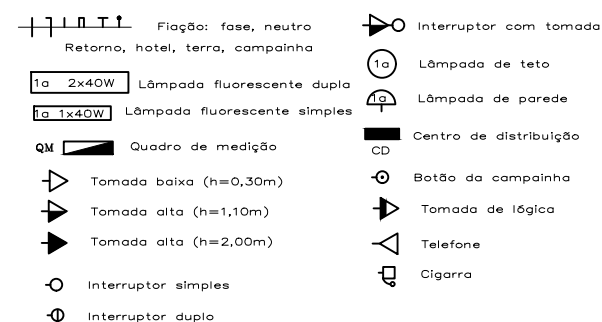 Fiação: fase, neutro
Retorno, hotel, terra, campainha
1a 2x40W Lâmpada fluorescente dupla
1a 1x40W Lâmpada fluorescente simples
QM Quadro de medição
Tomada baixa (h=0,30m)
Tomada alta (h=1,10m)
Tomada alta (h=2,00m)
Interruptor simples
Interruptor duplo
Interruptor com tomada
1a Lâmpada de teto
1a Lâmpada de parede
Centro de distribuição
CD
Botão da campainha
Tomada de lógica
Telefone
Cigarra